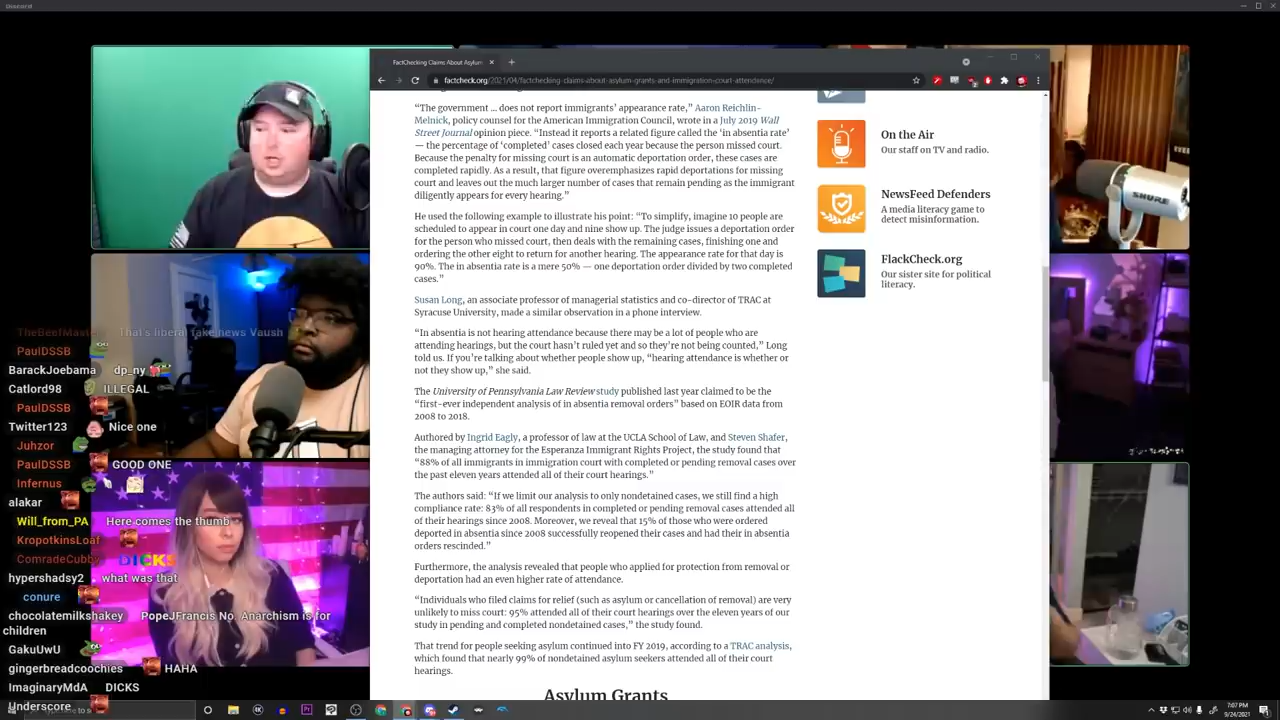 Discord
FactChecking Claims About Asylum
factcheck.org/2021/04/factchecking-claims-about-asylum-grants-and-immigration-court-attendance/
“The government ... does not report immigrants’ appearance rate,” Aaron Reichlin-
Melnick, policy counsel for the American Immigration Council, wrote in a July 2019 Wall
Street Journal opinion piece. “Instead it reports a related figure called the ‘in absentia rate’
— the percentage of ‘completed’ cases closed each year because the person missed court.
Because the penalty for missing court is an automatic deportation order, these cases are
completed rapidly. As a result, that figure overemphasizes rapid deportations for missing
court and leaves out the much larger number of cases that remain pending as the immigrant
diligently appears for every hearing.”
He used the following example to illustrate his point: “To simplify, imagine 10 people are
scheduled to appear in court one day and nine show up. The judge issues a deportation order
for the person who missed court, then deals with the remaining cases, finishing one and
ordering the other eight to return for another hearing. The appearance rate for that day is
90%. The in absentia rate is a mere 50% — one deportation order divided by two completed
cases.”
Susan Long, an associate professor of managerial statistics and co-director of TRAC at
Syracuse University, made a similar observation in a phone interview.
“In absentia is not hearing attendance because there may be a lot of people who are
attending hearings, but the court hasn’t ruled yet and so they’re not being counted,” Long
told us. If you’re talking about whether people show up, “hearing attendance is whether or
not they show up,” she said.
The University of Pennsylvania Law Review study published last year claimed to be the
“first-ever independent analysis of in absentia removal orders” based on EOIR data from
2008 to 2018.
Authored by Ingrid Eagly, a professor of law at the UCLA School of Law, and Steven Shafer,
the managing attorney for the Esperanza Immigrant Rights Project, the study found that
“88% of all immigrants in immigration court with completed or pending removal cases over
the past eleven years attended all of their court hearings.”
The authors said: “If we limit our analysis to only nondetained cases, we still find a high
compliance rate: 83% of all respondents in completed or pending removal cases attended all
of their hearings since 2008. Moreover, we reveal that 15% of those who were ordered
deported in absentia since 2008 successfully reopened their cases and had their in absentia
orders rescinded.”
Furthermore, the analysis revealed that people who applied for protection from removal or
deportation had an even higher rate of attendance.
“Individuals who filed claims for relief (such as asylum or cancellation of removal) are very
unlikely to miss court: 95% attended all of their court hearings over the eleven years of our
study in pending and completed nondetained cases,” the study found.
That trend for people seeking asylum continued into FY 2019, according to a TRAC analysis,
which found that nearly 99% of nondetained asylum seekers attended all of their court
hearings.
Asylum Grants
On the Air
Our staff on TV and radio.
NewsFeed Defenders
A media literacy game to
detect misinformation.
FlackCheck.org
Our sister site for political
literacy.
SHURE
TheBeefMaste That's liberal fake news Vaush
PaulDSSB
BarackJoebama dp_ny
Catlord98 ILLEGAL
PaulDSSB
Twitter123 Nice one
Juhzor
PaulDSSB GOOD ONE
Infernus
alakar
Will_from_PA Here comes the thumb
KropotkinsLoaf
ComradeCubby DICKS
hypershadsy2 what was that
conure
chocolatemilkshakey PopeJFrancis No. Anarchism is for
children
GakuUwU
gingerbreadoochies HAHA
ImaginaryMdA DICKS
Underscore
7:07 PM
9/24/2021